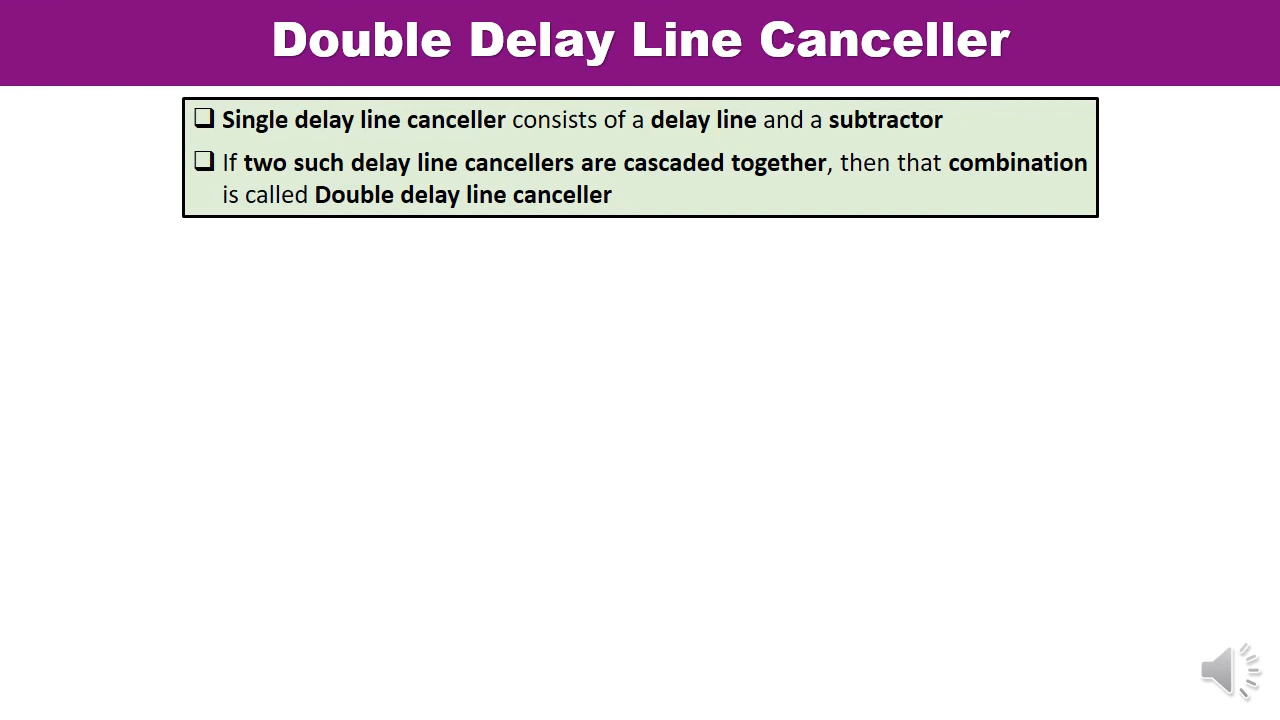 Double Delay Line Canceller
❑ Single delay line canceller consists of a delay line and a subtractor
❑ If two such delay line cancellers are cascaded together, then that combination
is called Double delay line canceller